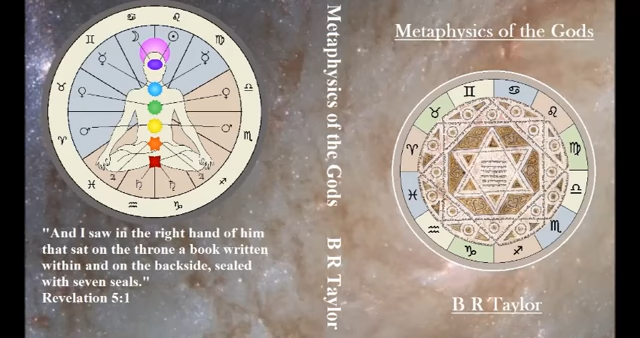 "And I saw in the right hand of him
that sat on the throne a book written
within and on the backside, sealed
with seven seals."
Revelation 5:1
Metaphysics of the Gods B R Taylor
Metaphysics of the Gods
B R Taylor